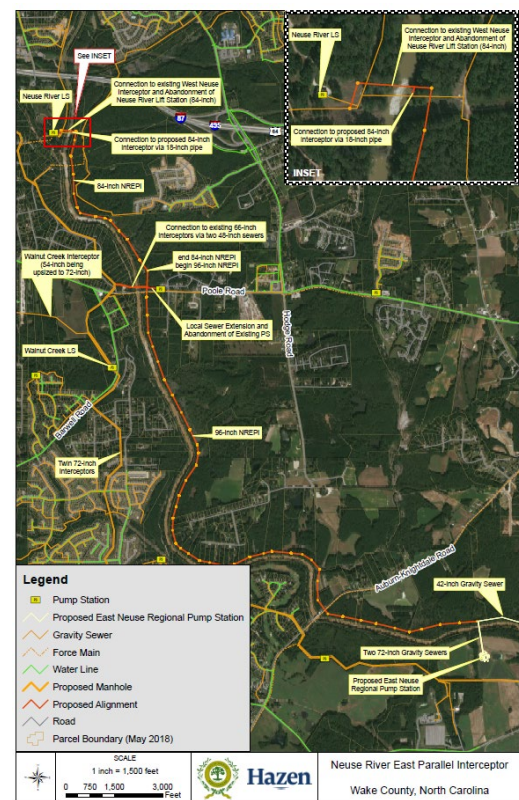 See INSET
Neuse River LS
Connection to existing West Neuse
Interceptor and Abandonment of
Neuse River Lift Station (84-inch)
Connection to proposed 84-inch
Interceptor via 18-inch pipe
84-inch NREPI
Connection to existing 66-inch
Interceptors via two 48-inch sewers
Walnut Creek Interceptor
(54-inch being
upsized to 72-inch)
end 84-inch NREPI
begin 96-inch NREPI
Poole Road
Local Sewer Extension and
Abandonment of Existing PS
Hodge Road
Walnut Creek LS
Barwell Road
96-inch NREPI
Twin 72-inch
Interceptors
Auburn-Knightdale Road
42-inch Gravity Sewer
Two 72-inch Gravity Sewers
Proposed East Neuse
Regional Pump Station
87
495
64
Neuse River LS
Connection to existing West Neuse
Interceptor and Abandonment of
Neuse River Lift Station (84-inch)
Connection to proposed 84-inch
Interceptor via 18-inch pipe
INSET
Legend
Pump Station
Proposed East Neuse Regional Pump Station
Gravity Sewer
Force Main
Water Line
Proposed Manhole
Proposed Alignment
Road
Parcel Boundary (May 2018)
SCALE
1 inch = 1,500 feet
0 750 1,500 3,000
Feet
Hazen
Neuse River East Parallel Interceptor
Wake County, North Carolina